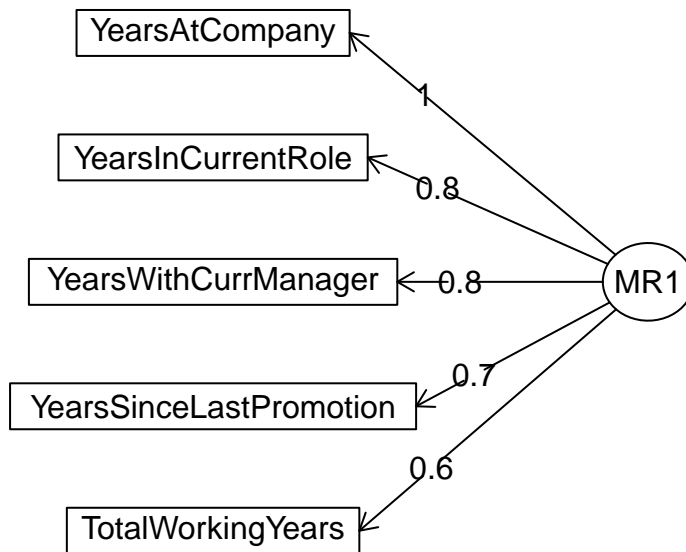 YearsAtCompany
1
YearsInCurrentRole
0.8
YearsWithCurrManager
0.8
MR1
YearsSinceLastPromotion
0.7
TotalWorkingYears
0.6